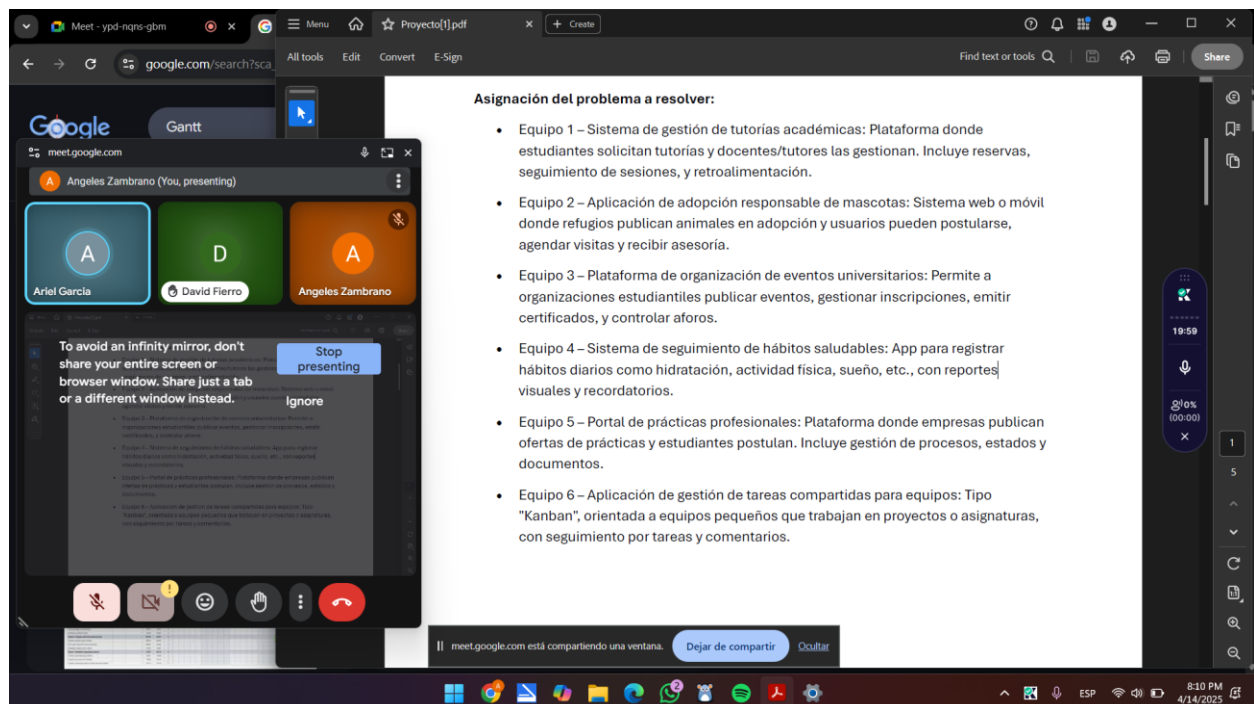 Meet - ypd-nqns-gbm
Menu
Proyecto[1].pdf
+ Create
google.com/search?sca_
All tools Edit Convert E-Sign
Find text or tools
Share
Google
Gantt
meet.google.com
A Angeles Zambrano (You, presenting)
A
Ariel Garcia
D
David Fierro
A
Angeles Zambrano
To avoid an infinity mirror, don't
share your entire screen or
browser window. Share just a tab
or a different window instead.
Stop
presenting
Ignore
Asignación del problema a resolver:
• Equipo 1 – Sistema de gestión de tutorías académicas: Plataforma donde
estudiantes solicitan tutorías y docentes/tutores las gestionan. Incluye reservas,
seguimiento de sesiones, y retroalimentación.
• Equipo 2 – Aplicación de adopción responsable de mascotas: Sistema web o móvil
donde refugios publican animales en adopción y usuarios pueden postularse,
agendar visitas y recibir asesoría.
• Equipo 3 – Plataforma de organización de eventos universitarios: Permite a
organizaciones estudiantiles publicar eventos, gestionar inscripciones, emitir
certificados, y controlar aforos.
• Equipo 4 – Sistema de seguimiento de hábitos saludables: App para registrar
hábitos diarios como hidratación, actividad física, sueño, etc., con reportes
visuales y recordatorios.
• Equipo 5 – Portal de prácticas profesionales: Plataforma donde empresas publican
ofertas de prácticas y estudiantes postulan. Incluye gestión de procesos, estados y
documentos.
• Equipo 6 – Aplicación de gestión de tareas compartidas para equipos: Tipo
"Kanban", orientada a equipos pequeños que trabajan en proyectos o asignaturas,
con seguimiento por tareas y comentarios.
19:59
0%
(00:00)
1
5
meet.google.com está compartiendo una ventana.
Dejar de compartir
Ocultar
ESP
8:10 PM
4/14/2025